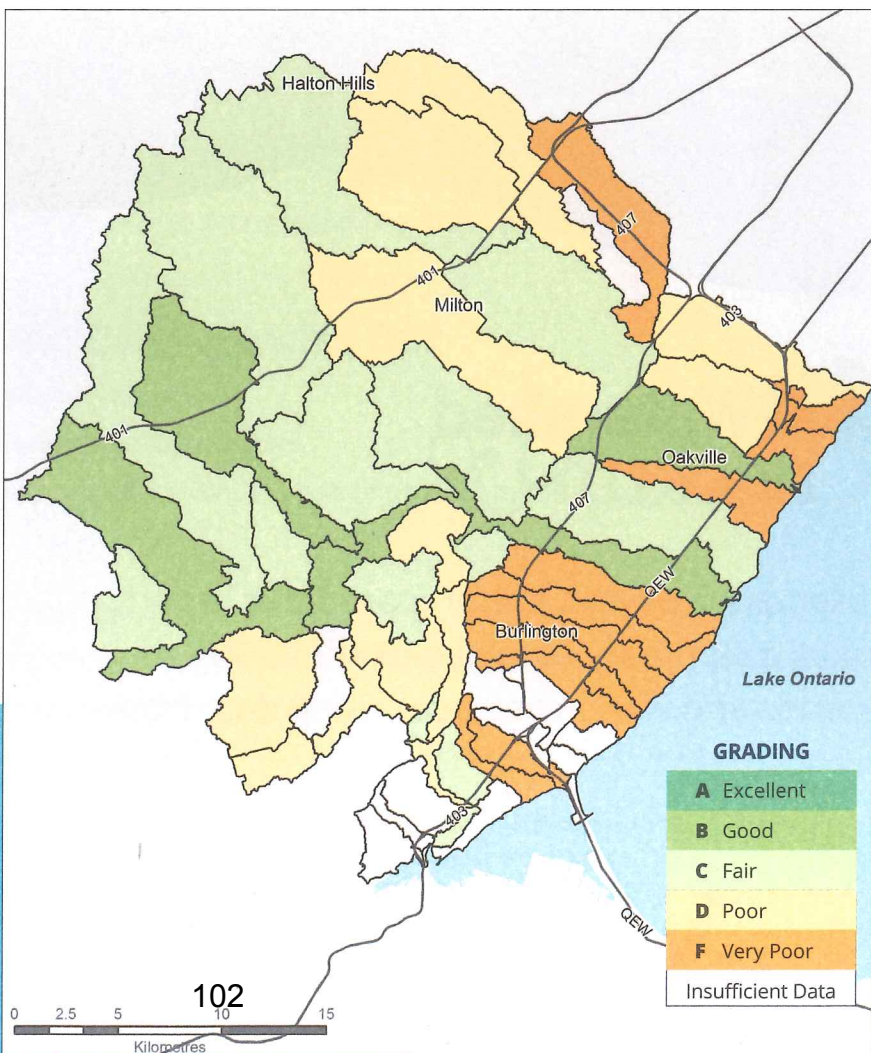 Halton Hills
407
401
Milton
403
401
Oakville
407
QEW
Burlington
Lake Ontario
403
QEW
GRADING
A Excellent
B Good
C Fair
D Poor
F Very Poor
Insufficient Data
102
0 2.5 5 10 15
Kilometres